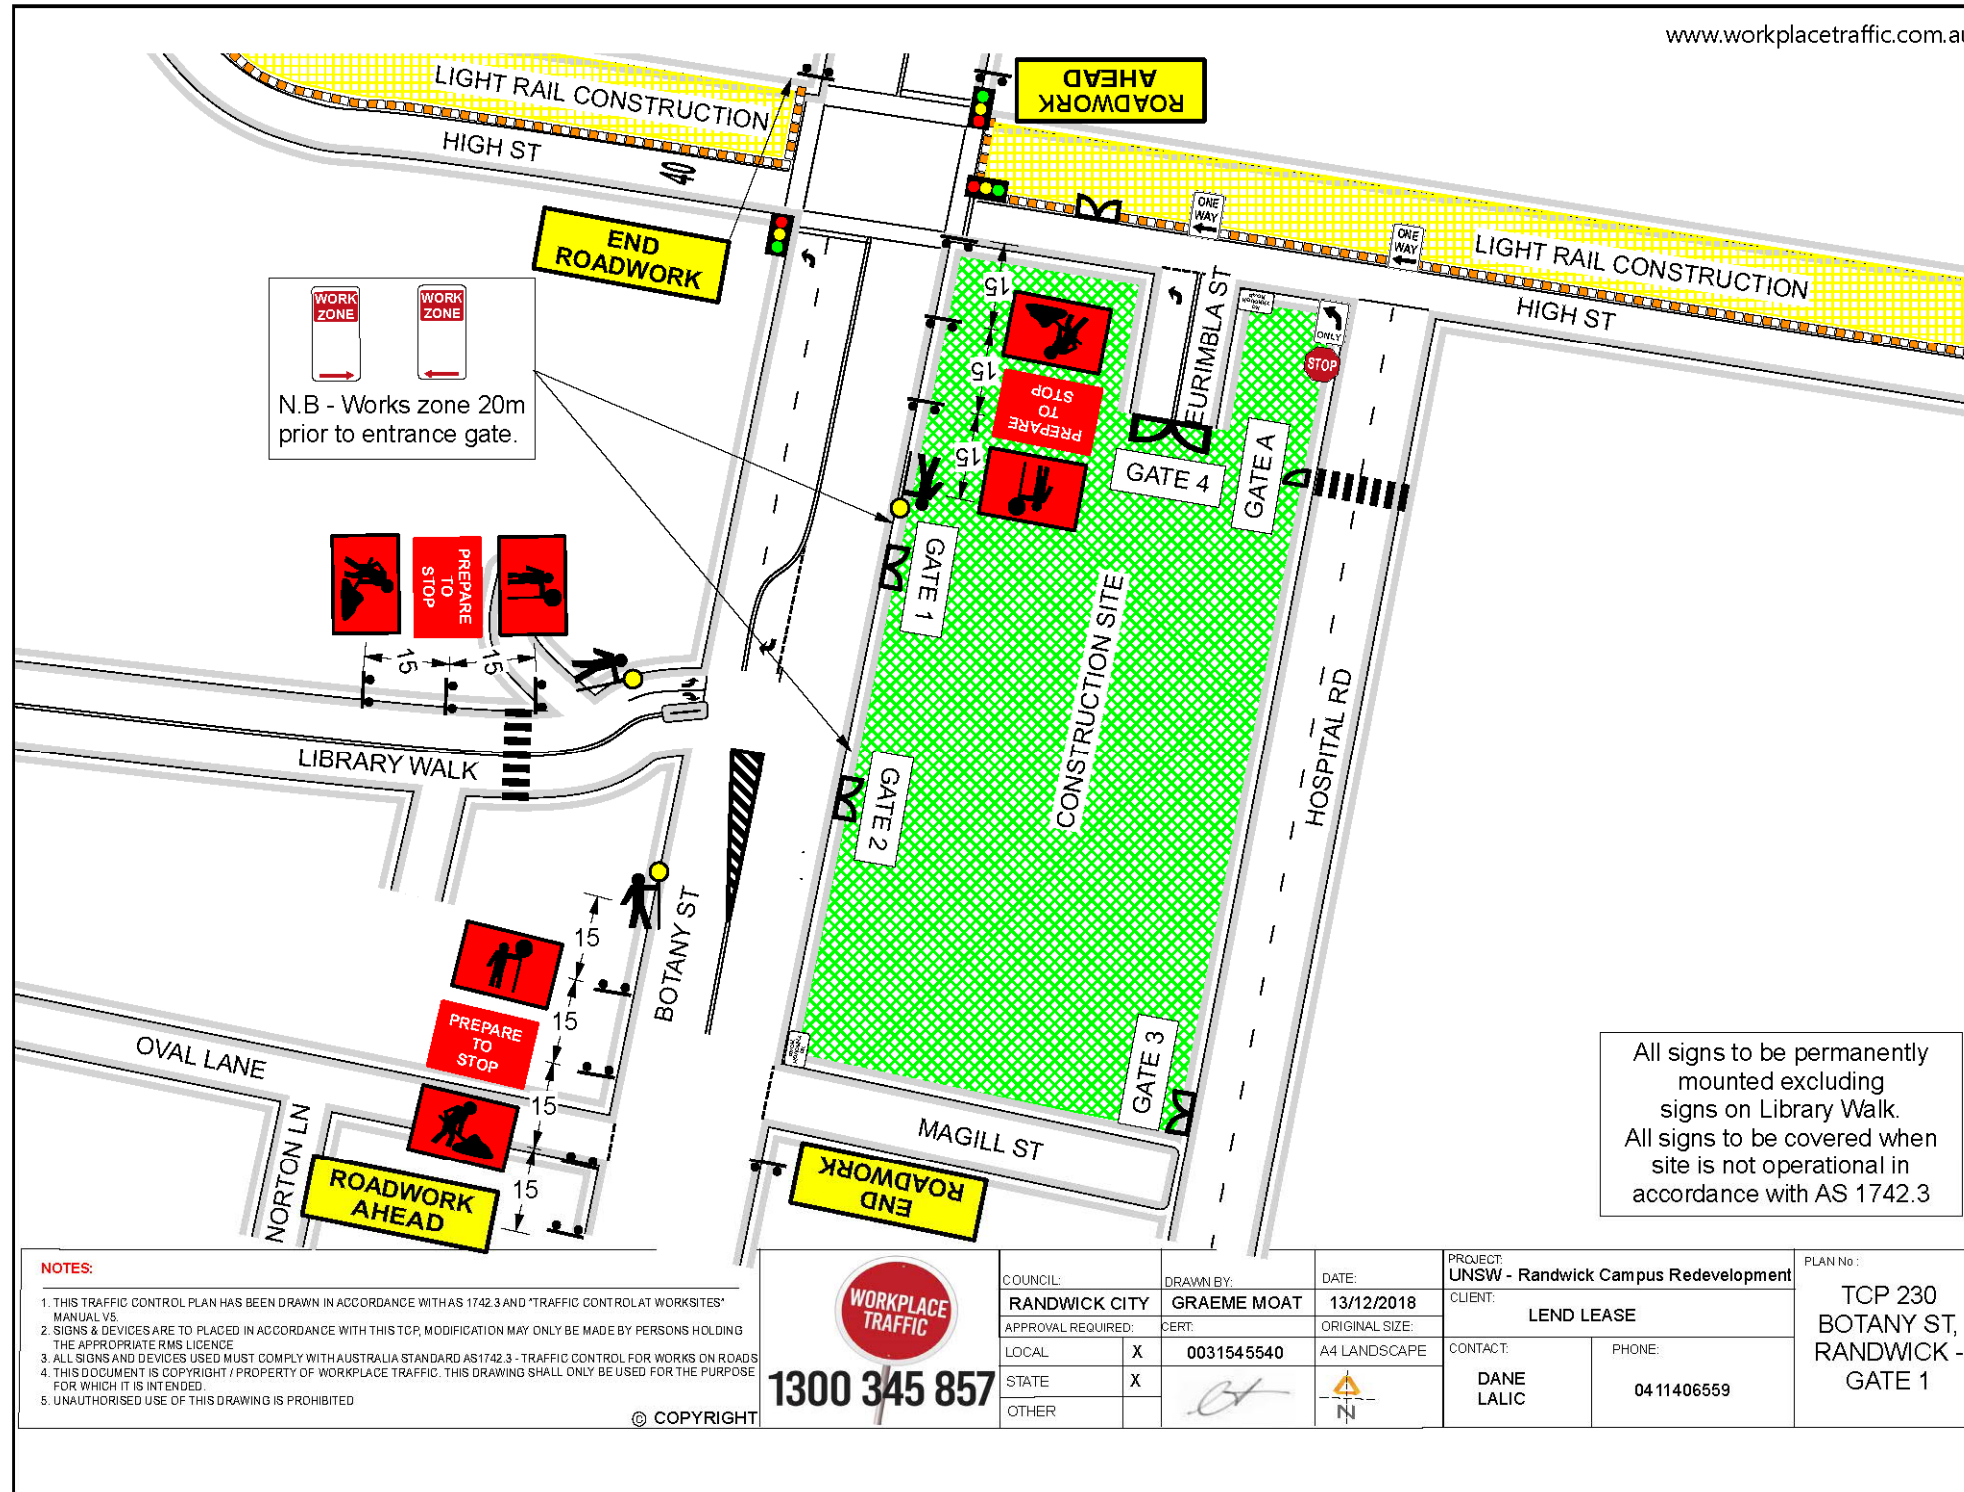 www.workplacetraffic.com.au
ROADWORK
AHEAD
LIGHT RAIL CONSTRUCTION
HIGH ST
40
END
ROADWORK
ONE
WAY
ONE
WAY
LIGHT RAIL CONSTRUCTION
HIGH ST
WORK
ZONE
WORK
ZONE
N.B - Works zone 20m
prior to entrance gate.
15
15
15
PREPARE
TO
STOP
EURIMBLA ST
ONLY
STOP
GATE 4
GATE A
GATE 1
PREPARE
TO
STOP
15
15
CONSTRUCTION SITE
HOSPITAL RD
LIBRARY WALK
GATE 2
BOTANY ST
15
15
15
15
PREPARE
TO
STOP
OVAL LANE
NORTON LN
ROADWORK
AHEAD
GATE 3
MAGILL ST
END
ROADWORK
All signs to be permanently
mounted excluding
signs on Library Walk.
All signs to be covered when
site is not operational in
accordance with AS 1742.3
NOTES:
1. THIS TRAFFIC CONTROL PLAN HAS BEEN DRAWN IN ACCORDANCE WITH AS 1742.3 AND "TRAFFIC CONTROL AT WORKSITES"
MANUAL V5.
2. SIGNS & DEVICES ARE TO PLACED IN ACCORDANCE WITH THIS TCP, MODIFICATION MAY ONLY BE MADE BY PERSONS HOLDING
THE APPROPRIATE RMS LICENCE
3. ALL SIGNS AND DEVICES USED MUST COMPLY WITH AUSTRALIA STANDARD AS1742.3 - TRAFFIC CONTROL FOR WORKS ON ROADS
4. THIS DOCUMENT IS COPYRIGHT / PROPERTY OF WORKPLACE TRAFFIC. THIS DRAWING SHALL ONLY BE USED FOR THE PURPOSE
FOR WHICH IT IS INTENDED.
5. UNAUTHORISED USE OF THIS DRAWING IS PROHIBITED
© COPYRIGHT
WORKPLACE
TRAFFIC
1300 345 857
COUNCIL:
RANDWICK CITY
APPROVAL REQUIRED:
LOCAL X
STATE X
OTHER
DRAWN BY:
GRAEME MOAT
CERT:
0031545540
DATE:
13/12/2018
ORIGINAL SIZE:
A4 LANDSCAPE
N
PROJECT:
UNSW - Randwick Campus Redevelopment
CLIENT:
LEND LEASE
CONTACT:
DANE
LALIC
PHONE:
0411406559
PLAN No :
TCP 230
BOTANY ST,
RANDWICK -
GATE 1